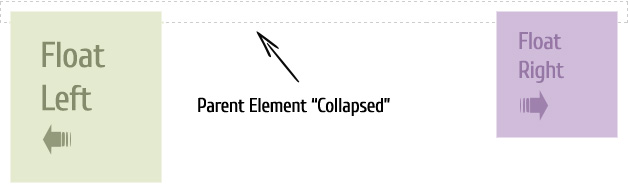 Float
Left
Parent Element “Collapsed”
Float
Right